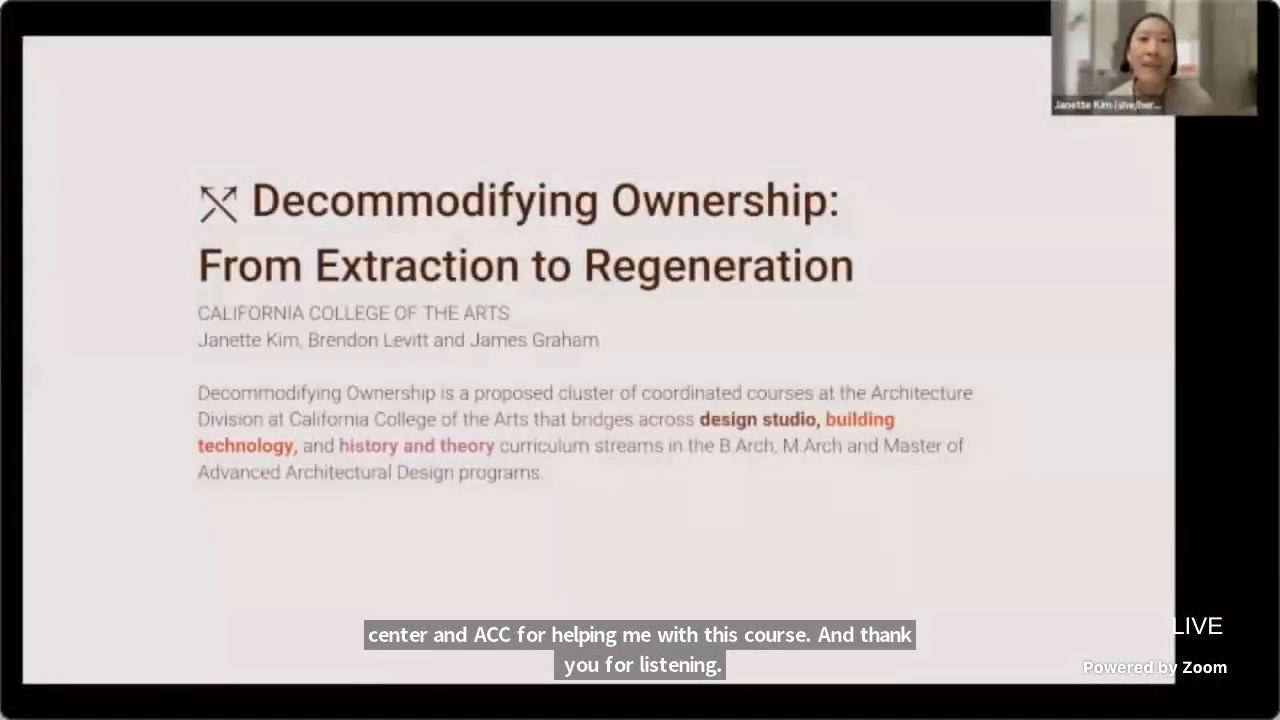 Janette Kim (she/her...
Decommodifying Ownership:
From Extraction to Regeneration
CALIFORNIA COLLEGE OF THE ARTS
Janette Kim, Brendon Levitt and James Graham
Decommodifying Ownership is a proposed cluster of coordinated courses at the Architecture
Division at California College of the Arts that bridges across design studio, building
technology, and history and theory curriculum streams in the B.Arch, M.Arch and Master of
Advanced Architectural Design programs.
center and ACC for helping me with this course. And thank
you for listening.
LIVE
Powered by Zoom